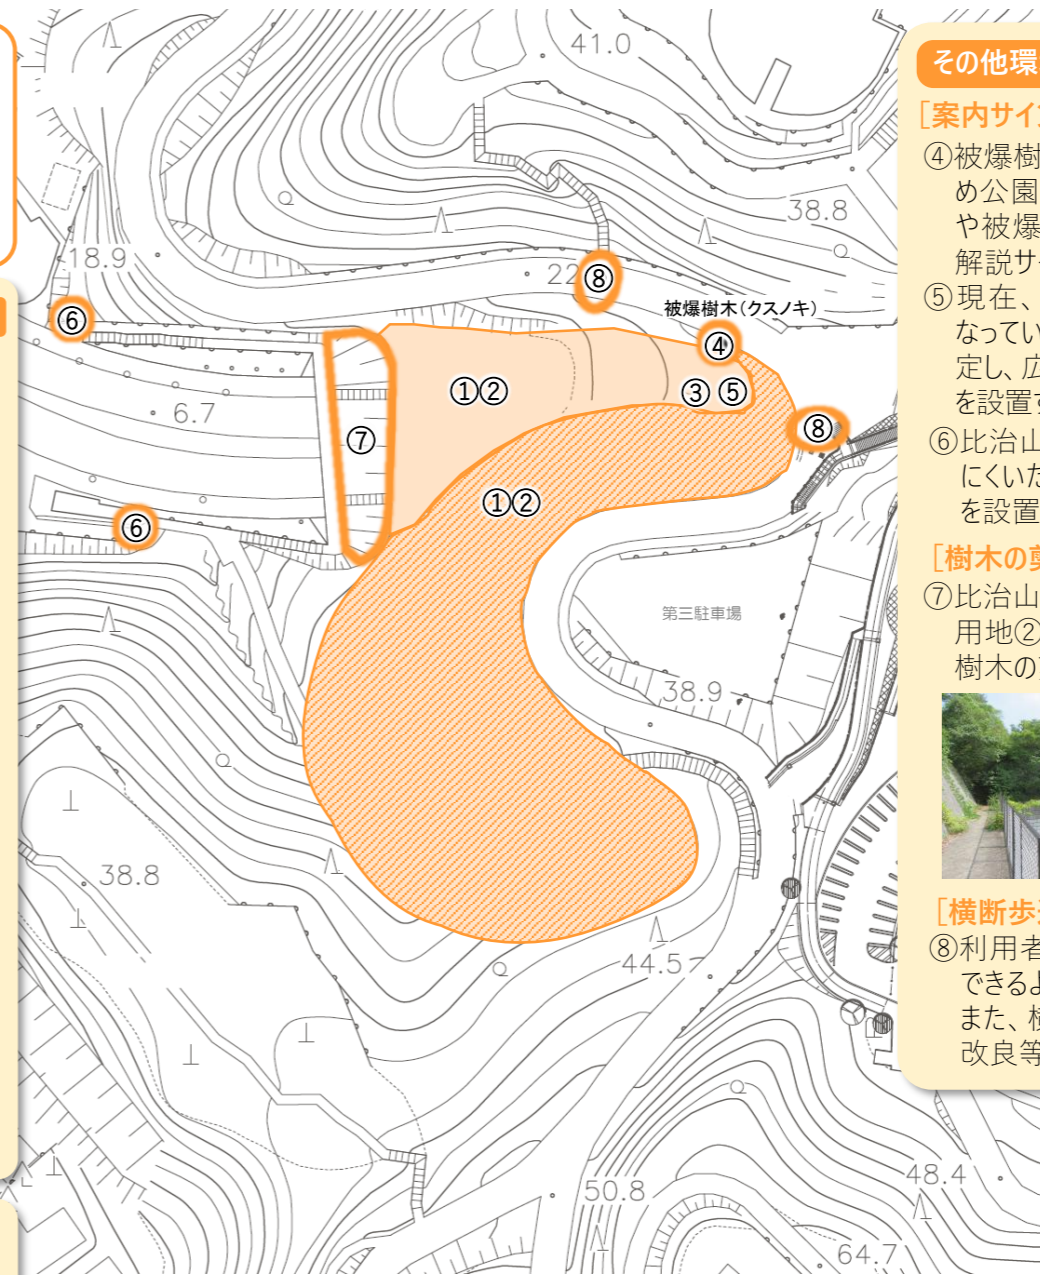 41.0
38.8
18.9
22
⑧
被爆樹木(クスノキ)
⑥
④
①②
③ ⑤
6.7
⑦
⑧
①②
⑥
第三駐車場
38.9
38.8
44.5
50.8
48.4
64.7
その他環
[案内サイ
④被爆樹
め公園
や被爆
解説サ
⑤現在、
なってい
定し、広
を設置す
⑥比治山
にくいた
を設置
[樹木の剪
⑦比治山
用地②
樹木の
[横断歩
⑧利用者
できるよ
また、横
改良等